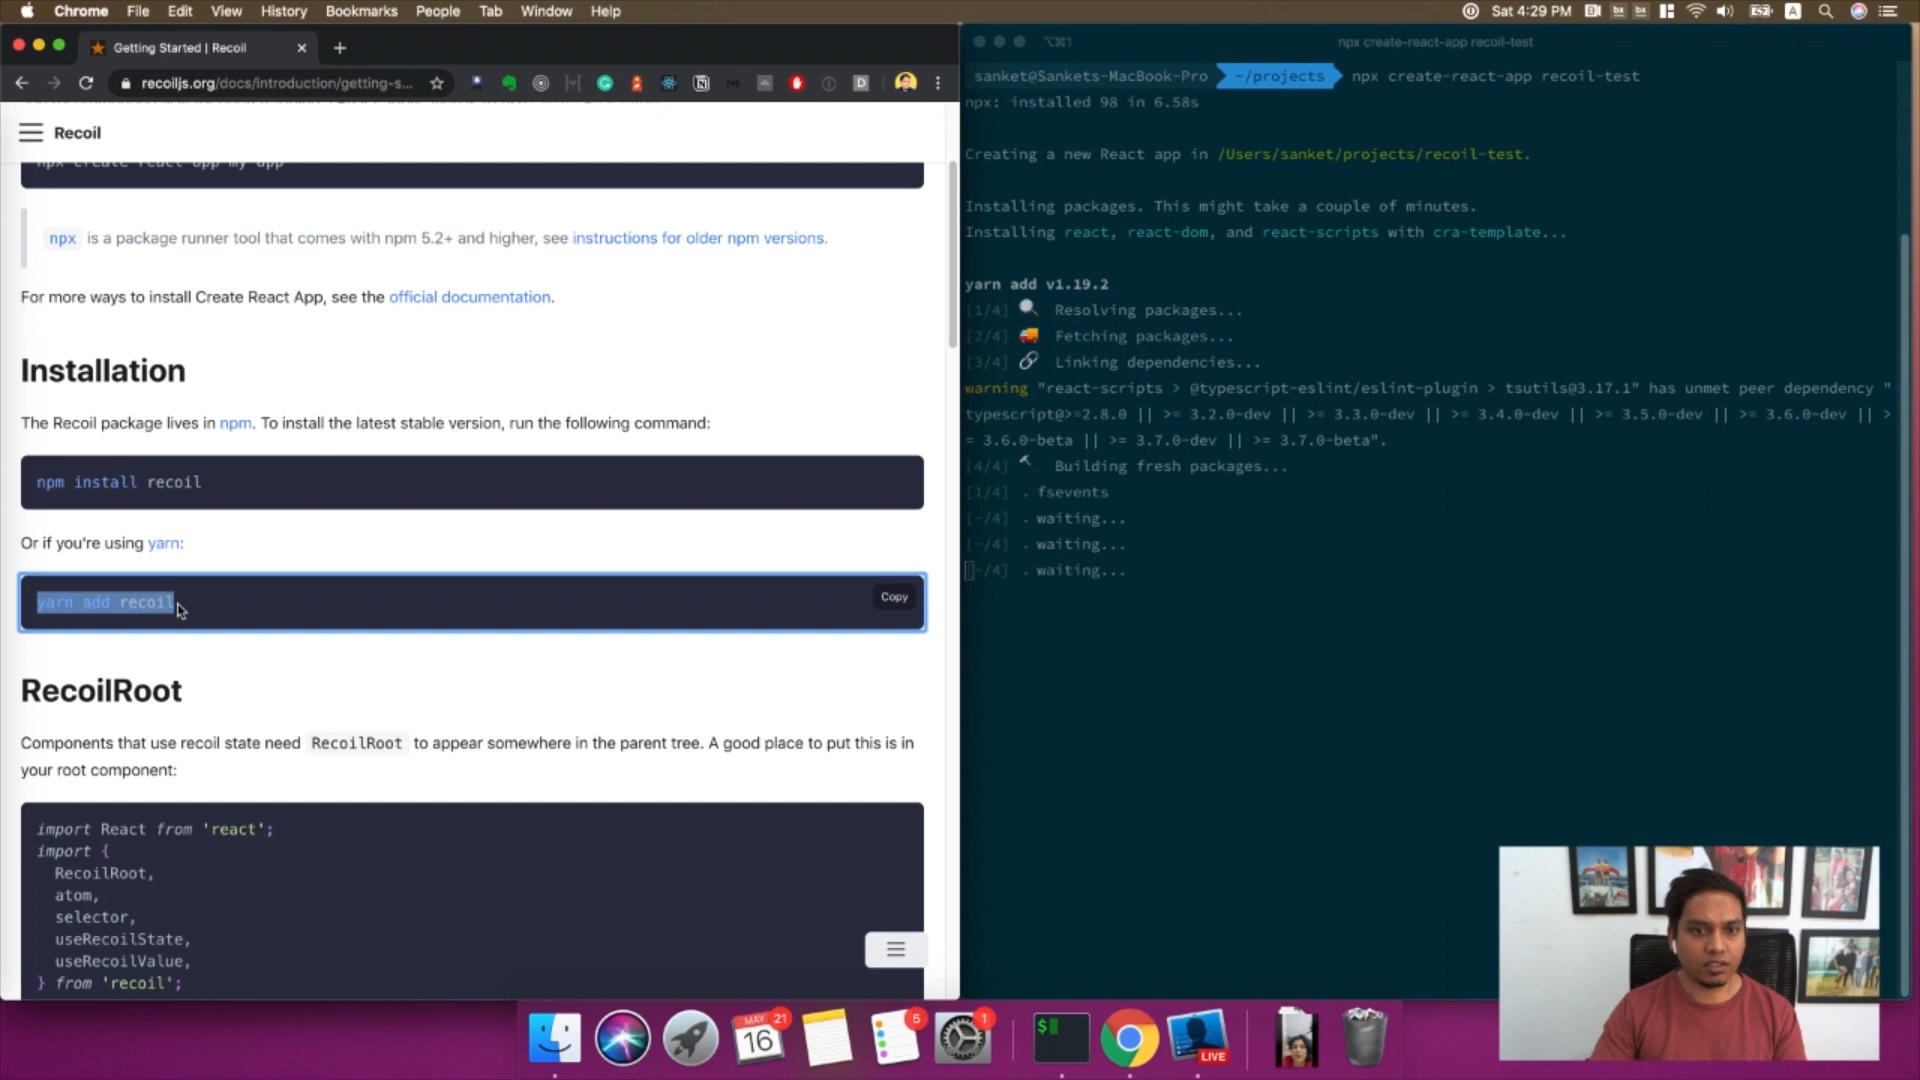 Chrome File Edit View History Bookmarks People Tab Window Help
Sat 4:29 PM
Getting Started | Recoil
recoiljs.org/docs/introduction/getting-s...
Recoil
npx create react app my app
npx is a package runner tool that comes with npm 5.2+ and higher, see instructions for older npm versions.
For more ways to install Create React App, see the official documentation.
Installation
The Recoil package lives in npm. To install the latest stable version, run the following command:
npm install recoil
Or if you're using yarn:
yarn add recoil
Copy
RecoilRoot
Components that use recoil state need RecoilRoot to appear somewhere in the parent tree. A good place to put this is in
your root component:
import React from 'react';
import {
RecoilRoot,
atom,
selector,
useRecoilState,
useRecoilValue,
} from 'recoil';
⌥⌘1
npx create-react-app recoil-test
sanket@Sankets-MacBook-Pro ~/projects npx create-react-app recoil-test
npx: installed 98 in 6.58s
Creating a new React app in /Users/sanket/projects/recoil-test.
Installing packages. This might take a couple of minutes.
Installing react, react-dom, and react-scripts with cra-template...
yarn add v1.19.2
[1/4] Resolving packages...
[2/4] Fetching packages...
[3/4] Linking dependencies...
warning "react-scripts > @typescript-eslint/eslint-plugin > tsutils@3.17.1" has unmet peer dependency "
typescript@>=2.8.0 || >= 3.2.0-dev || >= 3.3.0-dev || >= 3.4.0-dev || >= 3.5.0-dev || >= 3.6.0-dev || >
= 3.6.0-beta || >= 3.7.0-dev || >= 3.7.0-beta".
[4/4] Building fresh packages...
[1/4] . fsevents
[-/4] . waiting...
[-/4] . waiting...
[-/4] . waiting...
MAY
16
21
5
1
$
LIVE